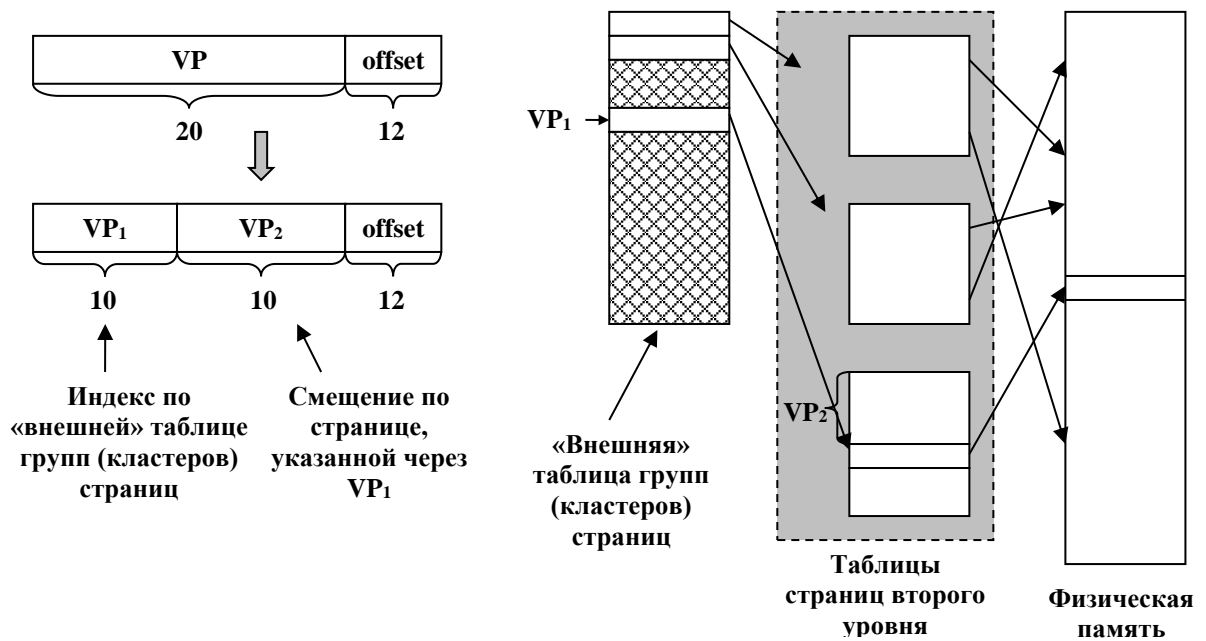 VP offset
20 12
VP₁ VP₂ offset
10 10 12
Индекс по
«внешней» таблице
групп (кластеров)
страниц
Смещение по
странице,
указанной через
VP₁
VP₁
«Внешняя»
таблица групп
(кластеров)
страниц
VP₂
Таблицы
страниц второго
уровня
Физическая
память